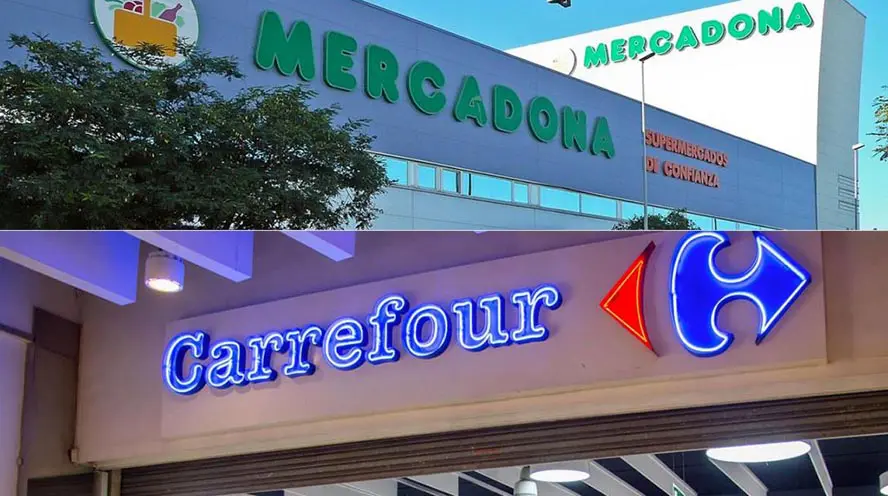 MERCADONA
MERCADONA
SUPERMERCADOS
DE CONFIANZA
Carrefour